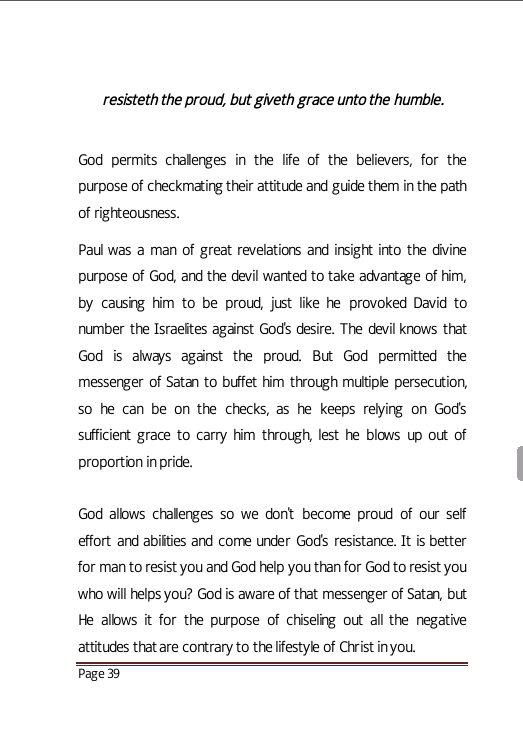 resisteth the proud, but giveth grace unto the humble.
God permits challenges in the life of the believers, for the
purpose of checkmating their attitude and guide them in the path
of righteousness.
Paul was a man of great revelations and insight into the divine
purpose of God, and the devil wanted to take advantage of him,
by causing him to be proud, just like he provoked David to
number the Israelites against God's desire. The devil knows that
God is always against the proud. But God permitted the
messenger of Satan to buffet him through multiple persecution,
so he can be on the checks, as he keeps relying on God's
sufficient grace to carry him through, lest he blows up out of
proportion in pride.
God allows challenges so we don't become proud of our self
effort and abilities and come under God's resistance. It is better
for man to resist you and God help you than for God to resist you
who will helps you? God is aware of that messenger of Satan, but
He allows it for the purpose of chiseling out all the negative
attitudes that are contrary to the lifestyle of Christ in you.
Page 39